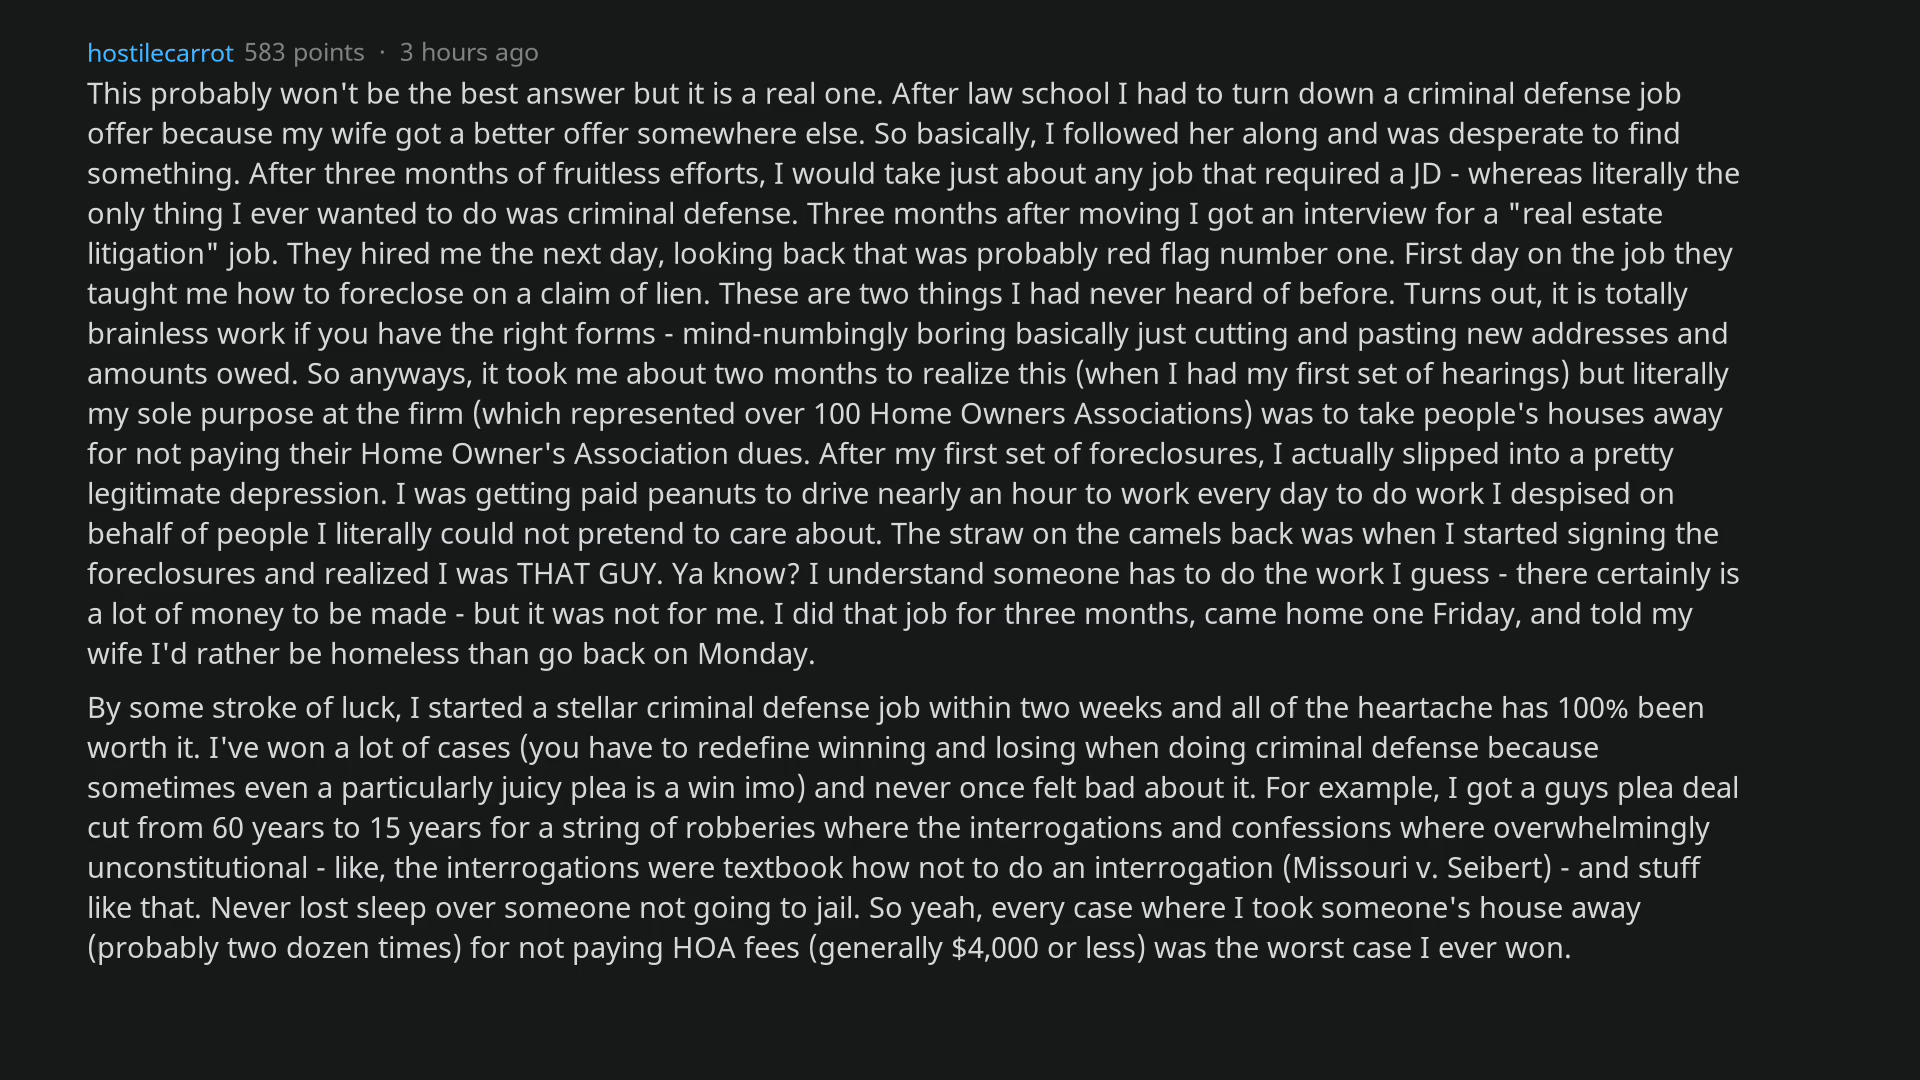 hostilecarrot 583 points · 3 hours ago
This probably won't be the best answer but it is a real one. After law school I had to turn down a criminal defense job
offer because my wife got a better offer somewhere else. So basically, I followed her along and was desperate to find
something. After three months of fruitless efforts, I would take just about any job that required a JD - whereas literally the
only thing I ever wanted to do was criminal defense. Three months after moving I got an interview for a "real estate
litigation" job. They hired me the next day, looking back that was probably red flag number one. First day on the job they
taught me how to foreclose on a claim of lien. These are two things I had never heard of before. Turns out, it is totally
brainless work if you have the right forms - mind-numbingly boring basically just cutting and pasting new addresses and
amounts owed. So anyways, it took me about two months to realize this (when I had my first set of hearings) but literally
my sole purpose at the firm (which represented over 100 Home Owners Associations) was to take people's houses away
for not paying their Home Owner's Association dues. After my first set of foreclosures, I actually slipped into a pretty
legitimate depression. I was getting paid peanuts to drive nearly an hour to work every day to do work I despised on
behalf of people I literally could not pretend to care about. The straw on the camels back was when I started signing the
foreclosures and realized I was THAT GUY. Ya know? I understand someone has to do the work I guess - there certainly is
a lot of money to be made - but it was not for me. I did that job for three months, came home one Friday, and told my
wife I'd rather be homeless than go back on Monday.
By some stroke of luck, I started a stellar criminal defense job within two weeks and all of the heartache has 100% been
worth it. I've won a lot of cases (you have to redefine winning and losing when doing criminal defense because
sometimes even a particularly juicy plea is a win imo) and never once felt bad about it. For example, I got a guys plea deal
cut from 60 years to 15 years for a string of robberies where the interrogations and confessions where overwhelmingly
unconstitutional - like, the interrogations were textbook how not to do an interrogation (Missouri v. Seibert) - and stuff
like that. Never lost sleep over someone not going to jail. So yeah, every case where I took someone's house away
(probably two dozen times) for not paying HOA fees (generally $4,000 or less) was the worst case I ever won.